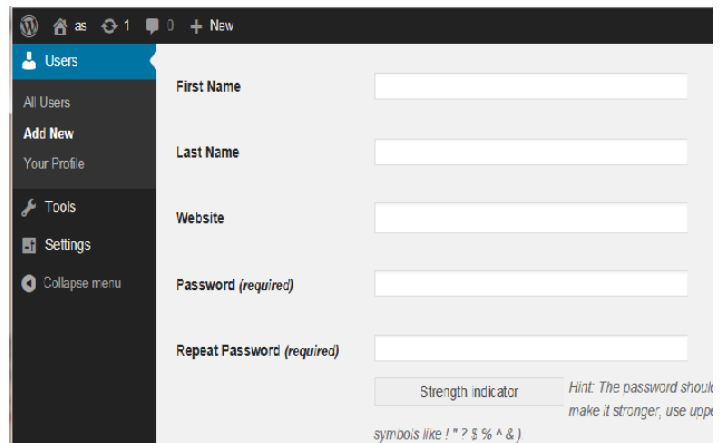 as 1 0 + New
Users
All Users
Add New
Your Profile
Tools
Settings
Collapse menu
First Name
Last Name
Website
Password (required)
Repeat Password (required)
Strength indicator
Hint: The password should
make it stronger, use uppe
symbols like ! " ? $ % ^ & )